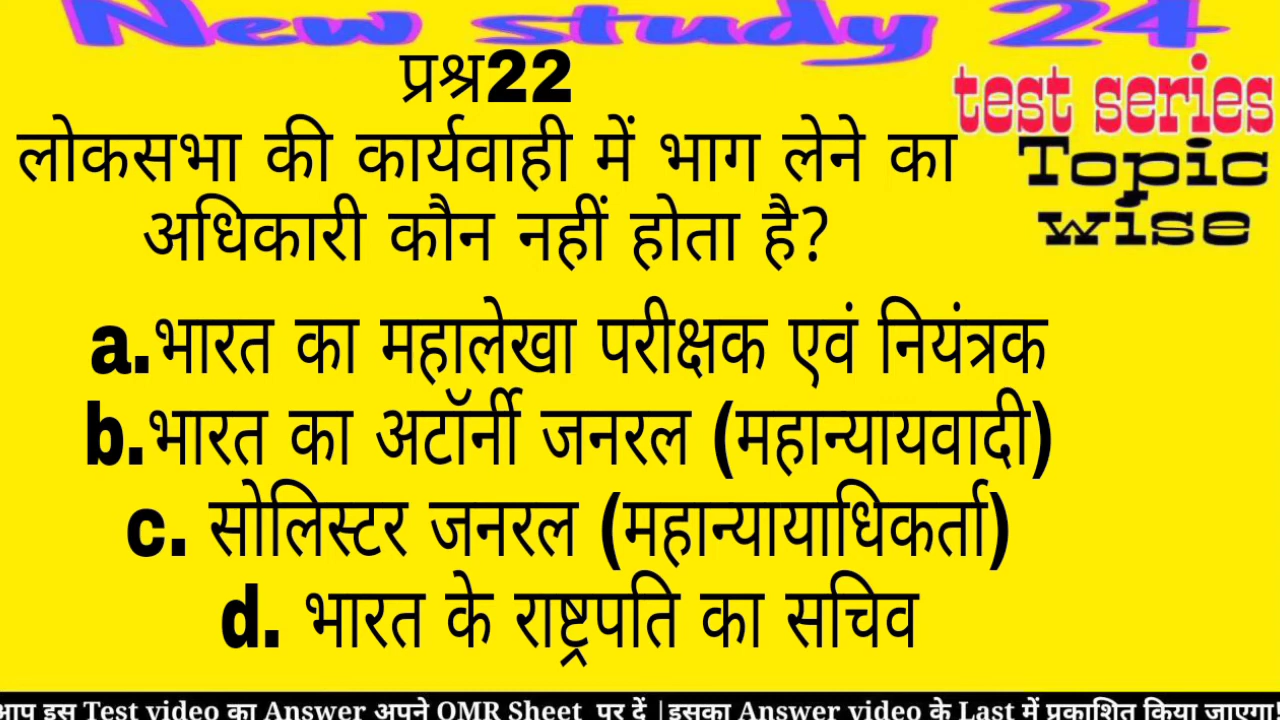 New study 24
प्रश्न22
test series
लोकसभा की कार्यवाही में भाग लेने का
Topic
अधिकारी कौन नहीं होता है?
wise
a.भारत का महालेखा परीक्षक एवं नियंत्रक
b.भारत का अटॉर्नी जनरल (महान्यायवादी)
c. सोलिस्टर जनरल (महान्यायाधिकर्ता)
d. भारत के राष्ट्रपति का सचिव
आप इस Test video का Answer अपने OMR Sheet पर दें |इसका Answer video के Last में प्रकाशित किया जाएगा|